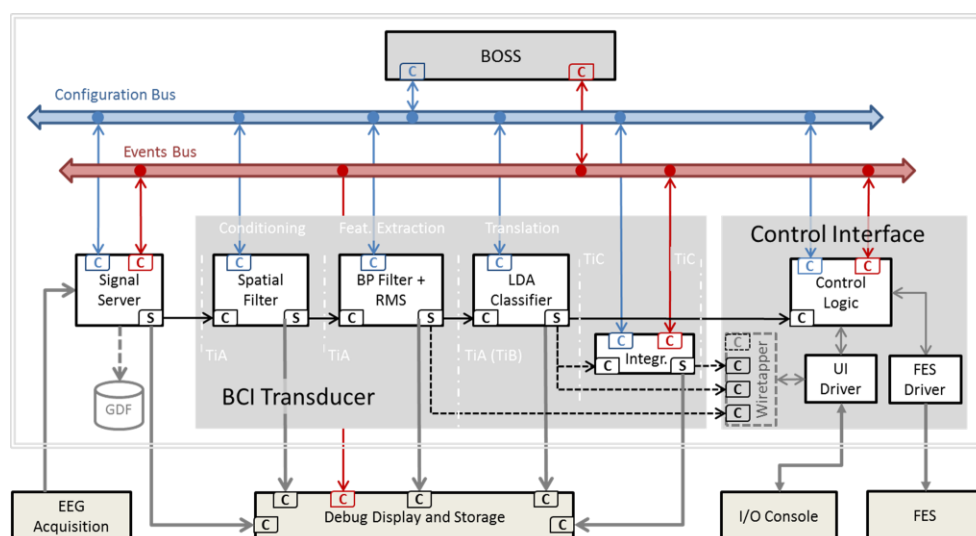 BOSS
C
C
Configuration Bus
Events Bus
Conditioning
Feat. Extraction
Translation
TiC
TiC
Control Interface
C
C
Signal
Server
S
C
Spatial
Filter
C
S
C
BP Filter +
RMS
C
S
C
LDA
Classifier
C
S
C
C
Control
Logic
C
C
C
Integr.
C
S
TiA
TiA
TiA (TiB)
BCI Transducer
GDF
C
C
C
C
Wiretapper
UI
Driver
FES
Driver
EEG
Acquisition
C
C
C
C
C
C
Debug Display and Storage
I/O Console
FES